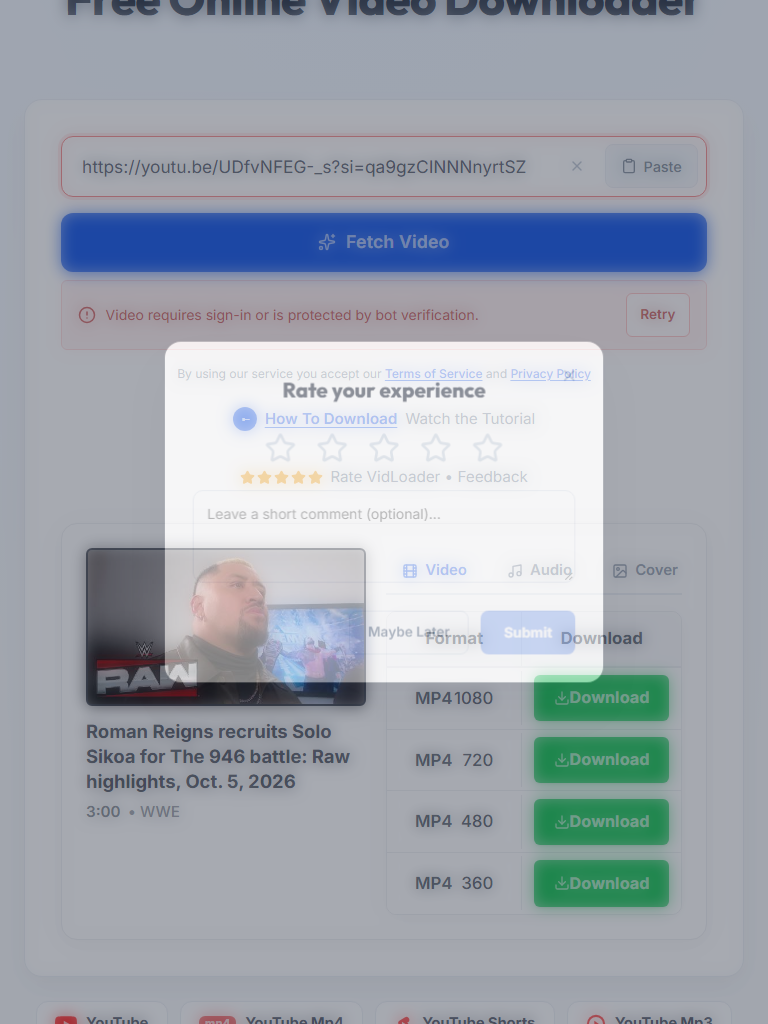 Free Online Video Downloader
https://youtu.be/UDfvNFEG-_s?si=qa9gzCINNNnyrtSZ
Paste
Fetch Video
Video requires sign-in or is protected by bot verification.
Retry
By using our service you accept our Terms of Service and Privacy Policy
Rate your experience
How To Download Watch the Tutorial
Rate VidLoader • Feedback
Leave a short comment (optional)...
Video Audio Cover
Maybe Later Submit
Format Download
RAW
MP4 1080 Download
Roman Reigns recruits Solo
Sikoa for The 946 battle: Raw
highlights, Oct. 5, 2026
3:00 • WWE
MP4 720 Download
MP4 480 Download
MP4 360 Download
YouTube
mp4 YouTube Mp4
YouTube Shorts
YouTube Mp3